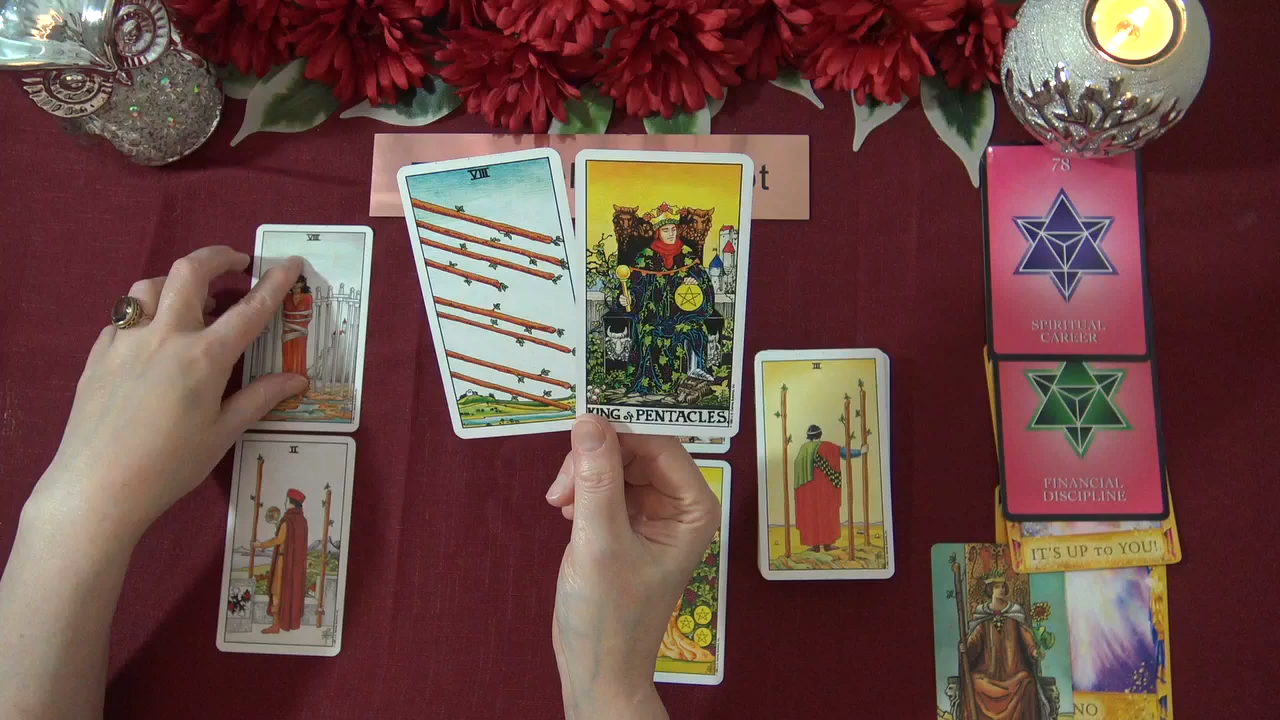 VIII
KING of PENTACLES
VIII
II
III
78
SPIRITUAL
CAREER
FINANCIAL
DISCIPLINE
IT'S UP to YOU!
NO